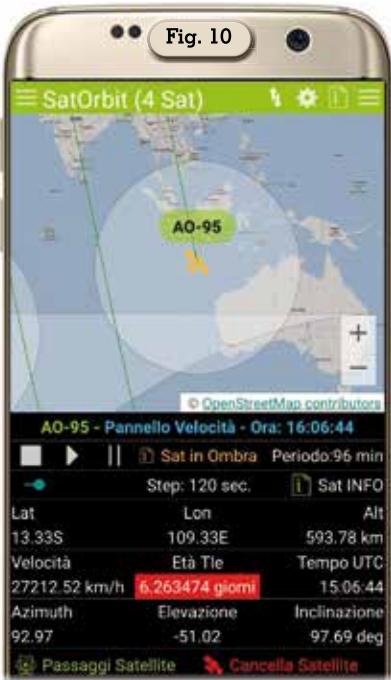 Fig. 10
SatOrbit (4 Sat)
AO-95
+
−
© OpenStreetMap contributors
AO-95 - Pannello Velocità - Ora: 16:06:44
Sat in Ombra Periodo:96 min
Step: 120 sec. Sat INFO
Lat Lon Alt
13.33S 109.33E 593.78 km
Velocità Età Tle Tempo UTC
27212.52 km/h 6.263474 giorni 15:06:44
Azimuth Elevazione Inclinazione
92.97 -51.02 97.69 deg
Passaggi Satellite Cancella Satellite